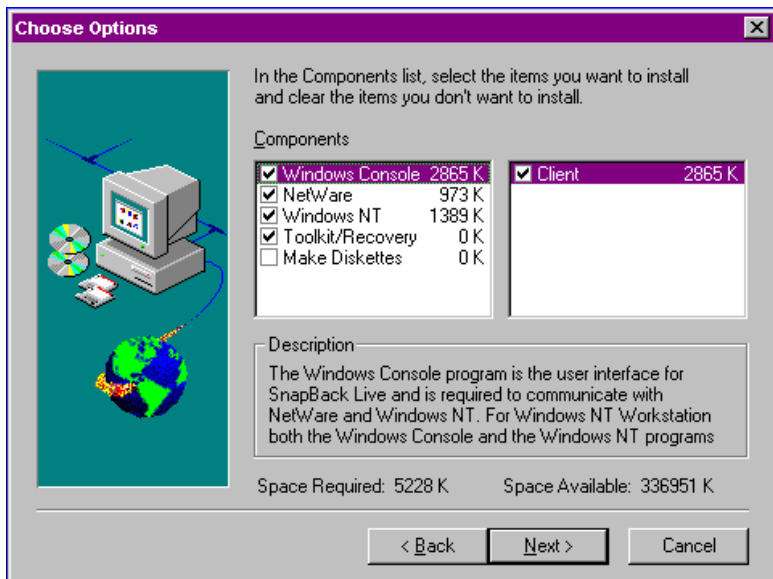 Choose Options
In the Components list, select the items you want to install
and clear the items you don't want to install.
Components
Windows Console 2865 K
NetWare 973 K
Windows NT 1389 K
Toolkit/Recovery 0 K
Make Diskettes 0 K
Client 2865 K
Description
The Windows Console program is the user interface for
SnapBack Live and is required to communicate with
NetWare and Windows NT. For Windows NT Workstation
both the Windows Console and the Windows NT programs
Space Required: 5228 K Space Available: 336951 K
< Back Next > Cancel